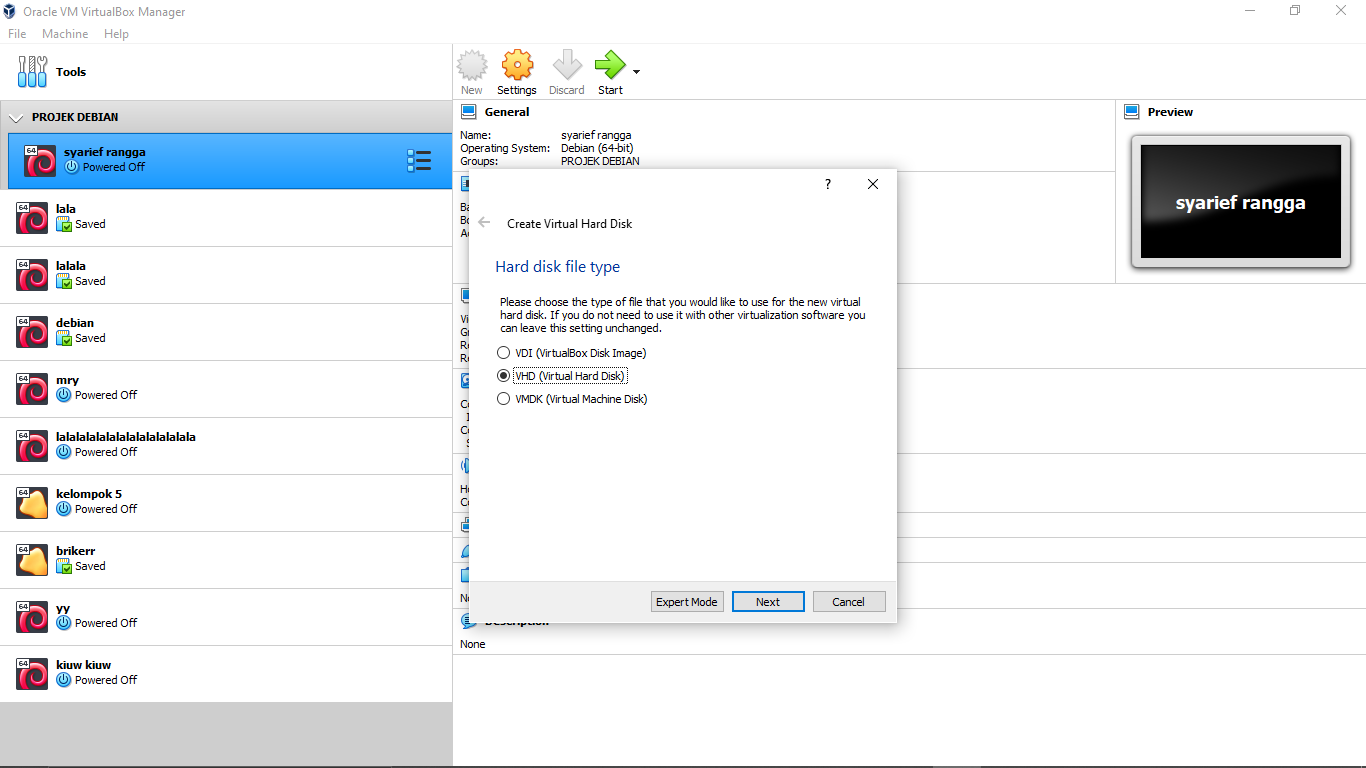 Oracle VM VirtualBox Manager
File Machine Help
Tools
New Settings Discard Start
PROJEK DEBIAN
64
syarief rangga
Powered Off
64
lala
Saved
64
lalala
Saved
64
debian
Saved
64
mry
Powered Off
64
lalalalalalalalalalalalala
Powered Off
64
kelompok 5
Powered Off
64
brikerr
Saved
64
yy
Powered Off
64
kiuw kiuw
Powered Off
General
Name: syarief rangga
Operating System: Debian (64-bit)
Groups: PROJEK DEBIAN
Preview
syarief rangga
?
Create Virtual Hard Disk
Hard disk file type
Please choose the type of file that you would like to use for the new virtual
hard disk. If you do not need to use it with other virtualization software you
can leave this setting unchanged.
VDI (VirtualBox Disk Image)
VHD (Virtual Hard Disk)
VMDK (Virtual Machine Disk)
Expert Mode Next Cancel
Description
None